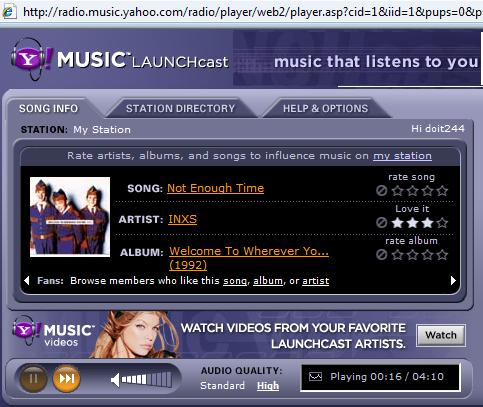 http://radio.music.yahoo.com/radio/player/web2/player.asp?cid=1&iid=1&pups=0&p
Y! MUSIC™ LAUNCHcast
music that listens to you
SONG INFO
STATION DIRECTORY
HELP & OPTIONS
STATION: My Station
Hi doit244
Rate artists, albums, and songs to influence music on my station
rate song
SONG: Not Enough Time
Love it
ARTIST: INXS
rate album
ALBUM: Welcome To Wherever Yo...
(1992)
Fans: Browse members who like this song, album, or artist
Y! MUSIC™
videos
WATCH VIDEOS FROM YOUR FAVORITE
LAUNCHCAST ARTISTS.
Watch
AUDIO QUALITY:
Standard High
Playing 00:16 / 04:10